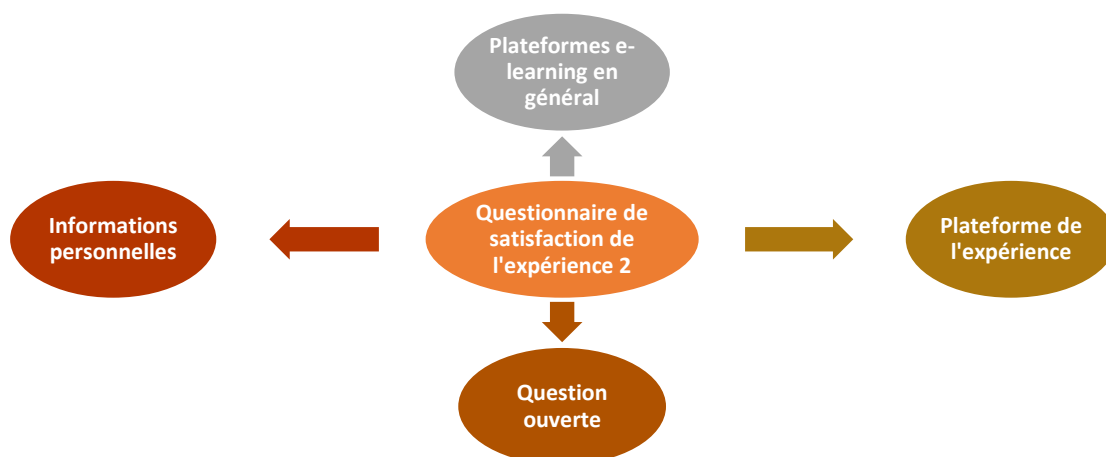 Plateformes e-
learning en
général
Informations
personnelles
Questionnaire de
satisfaction de
l'expérience 2
Plateforme de
l'expérience
Question
ouverte